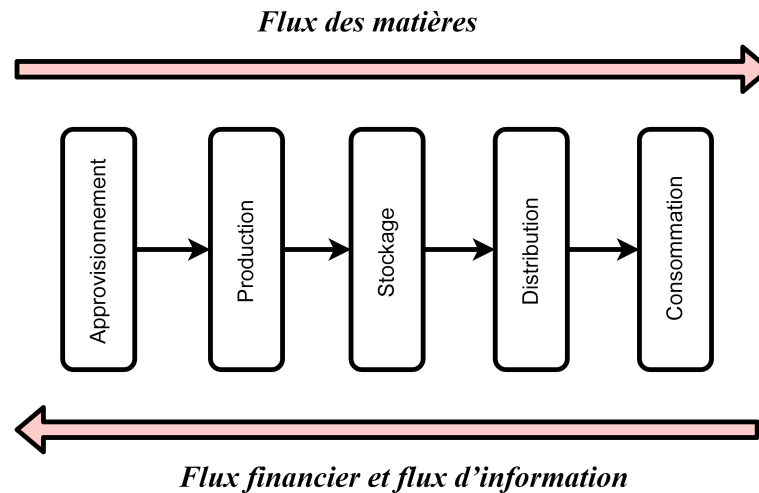 Flux des matières
Approvisionnement
Production
Stockage
Distribution
Consommation
Flux financier et flux d’information